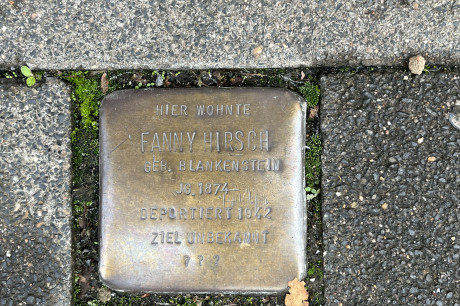 HIER WOHNTE
FANNY HIRSCH
GEB. BLANKENSTEIN
JG. 1874
DEPORTIERT 1942
ZIEL UNBEKANNT
? ? ?